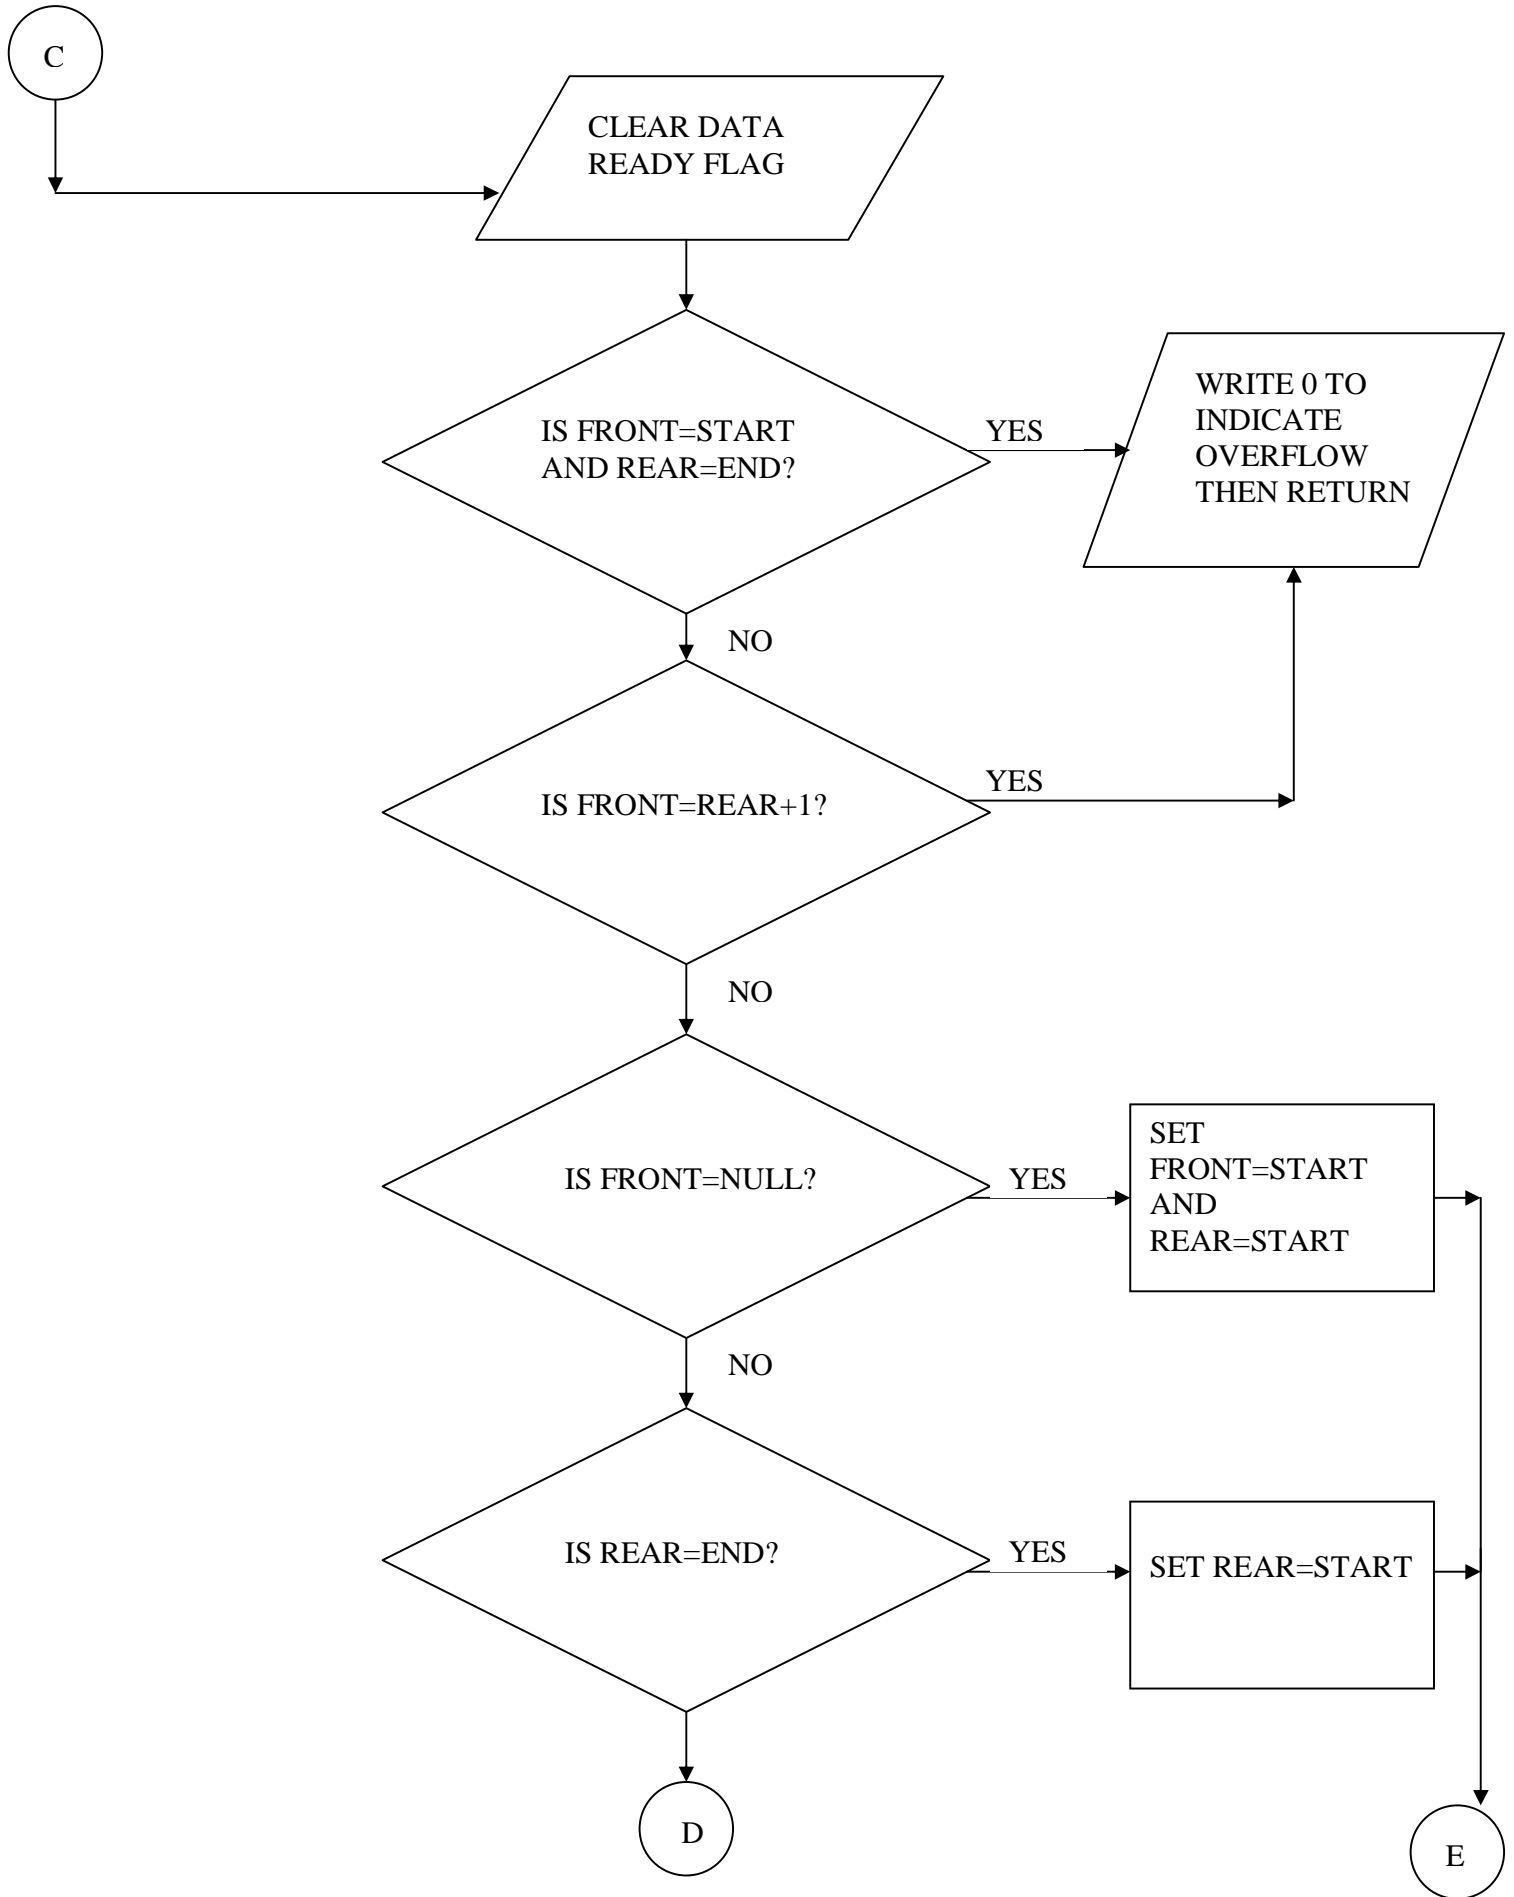 C
CLEAR DATA
READY FLAG
IS FRONT=START
AND REAR=END?
YES
WRITE 0 TO
INDICATE
OVERFLOW
THEN RETURN
NO
IS FRONT=REAR+1?
YES
NO
IS FRONT=NULL?
YES
SET
FRONT=START
AND
REAR=START
NO
IS REAR=END?
YES
SET REAR=START
D
E